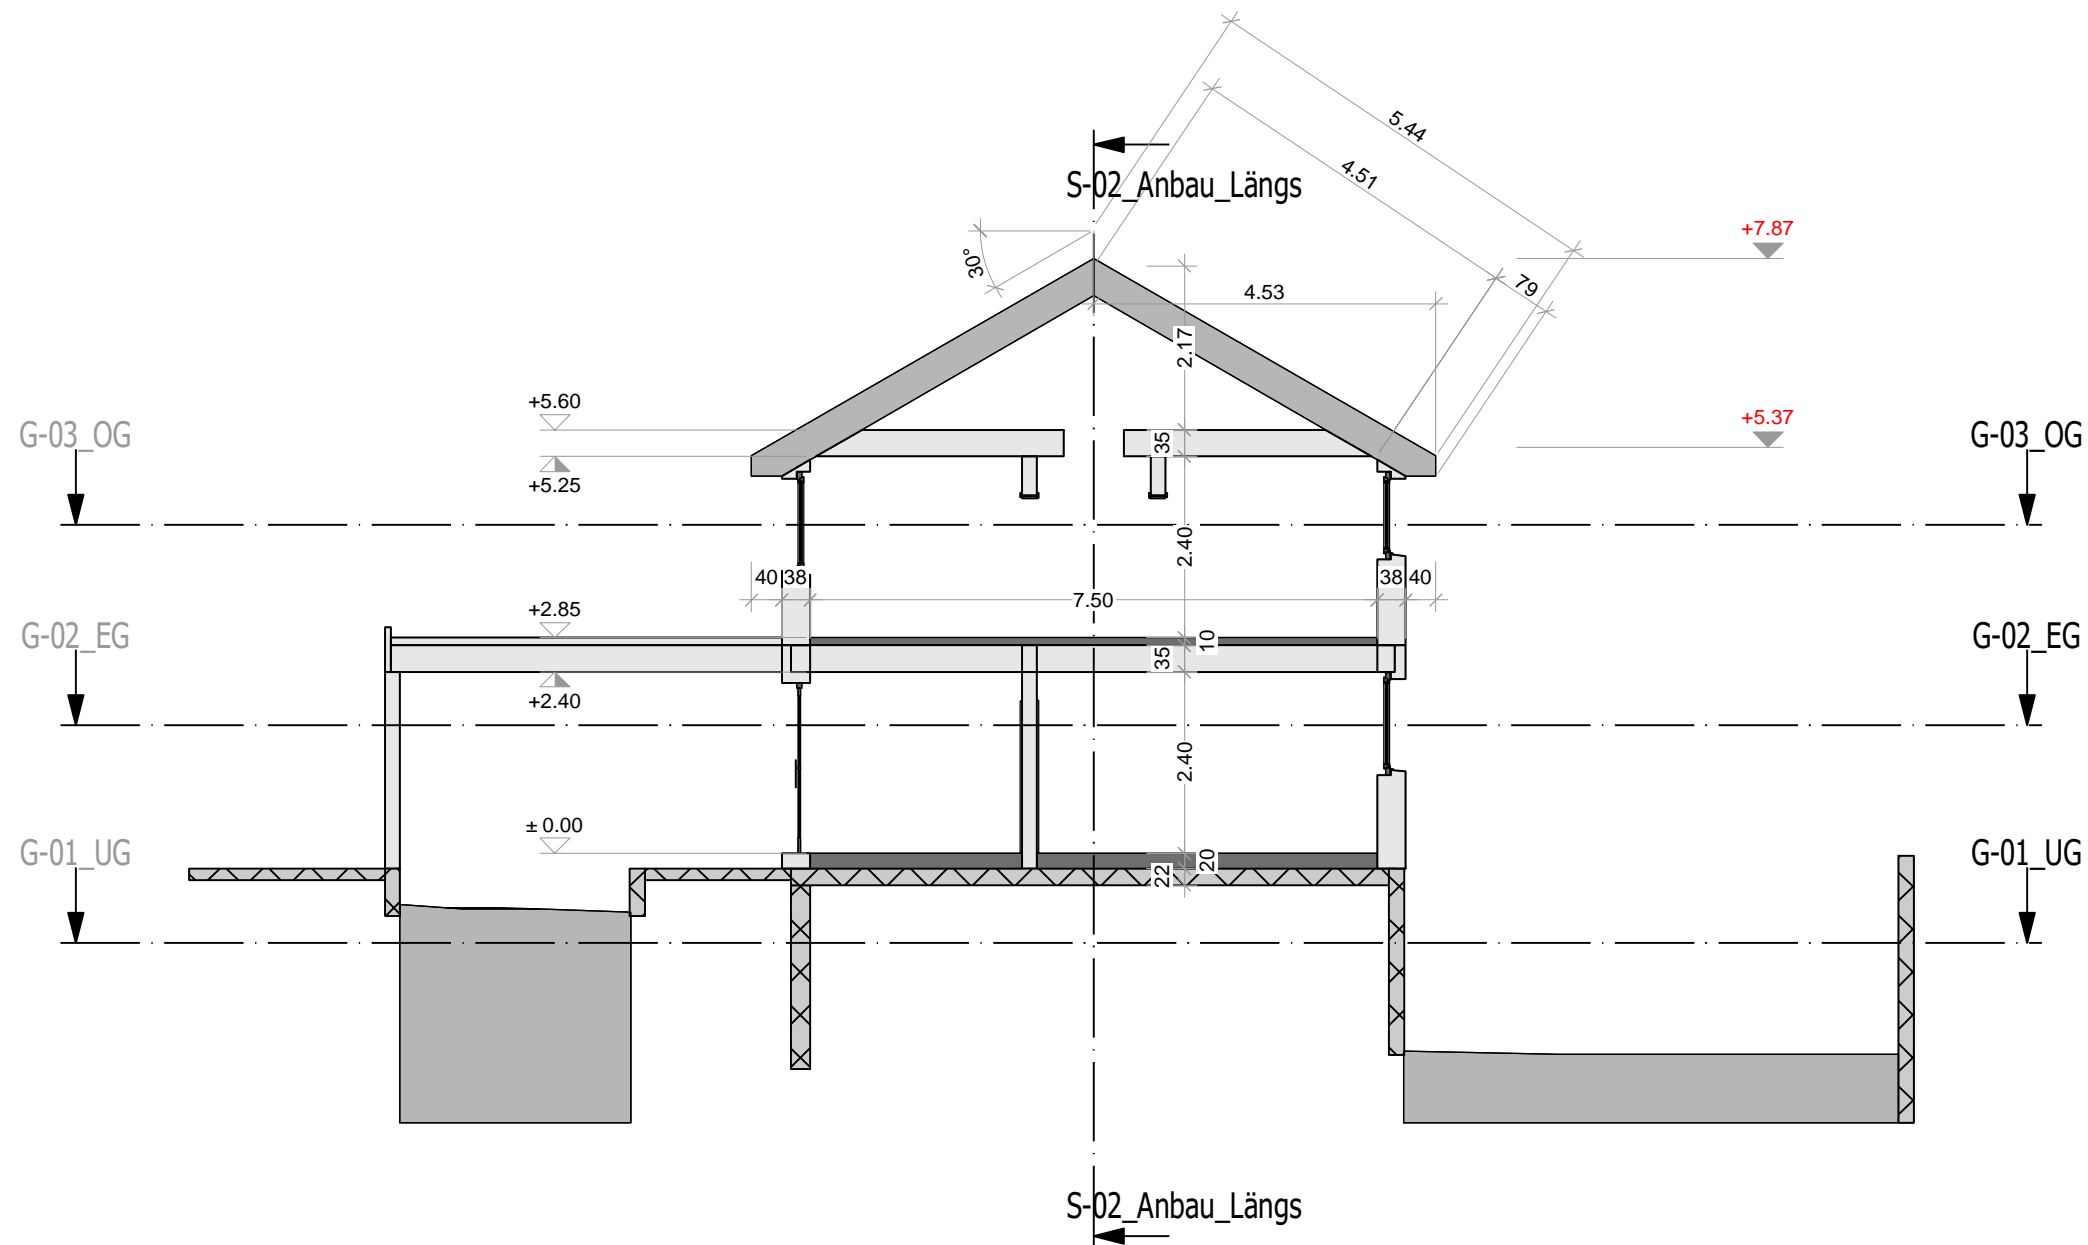 5.44
4.51
S-02_Anbau_Längs
+7.87
30°
79
4.53
2.17
+5.60
+5.37
G-03_OG
35
G-03_OG
+5.25
2.40
40 38
38 40
7.50
+2.85
G-02_EG
10
G-02_EG
35
+2.40
2.40
± 0.00
G-01_UG
20
G-01_UG
22
S-02_Anbau_Längs